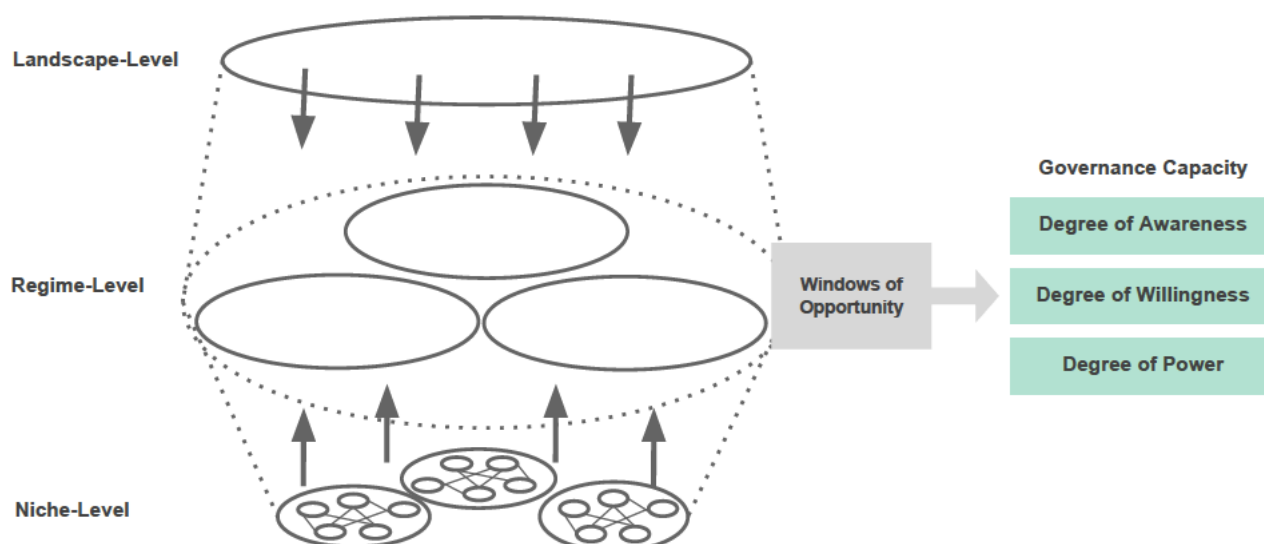 Landscape-Level
Governance Capacity
Degree of Awareness
Regime-Level
Windows of
Opportunity
Degree of Willingness
Degree of Power
Niche-Level